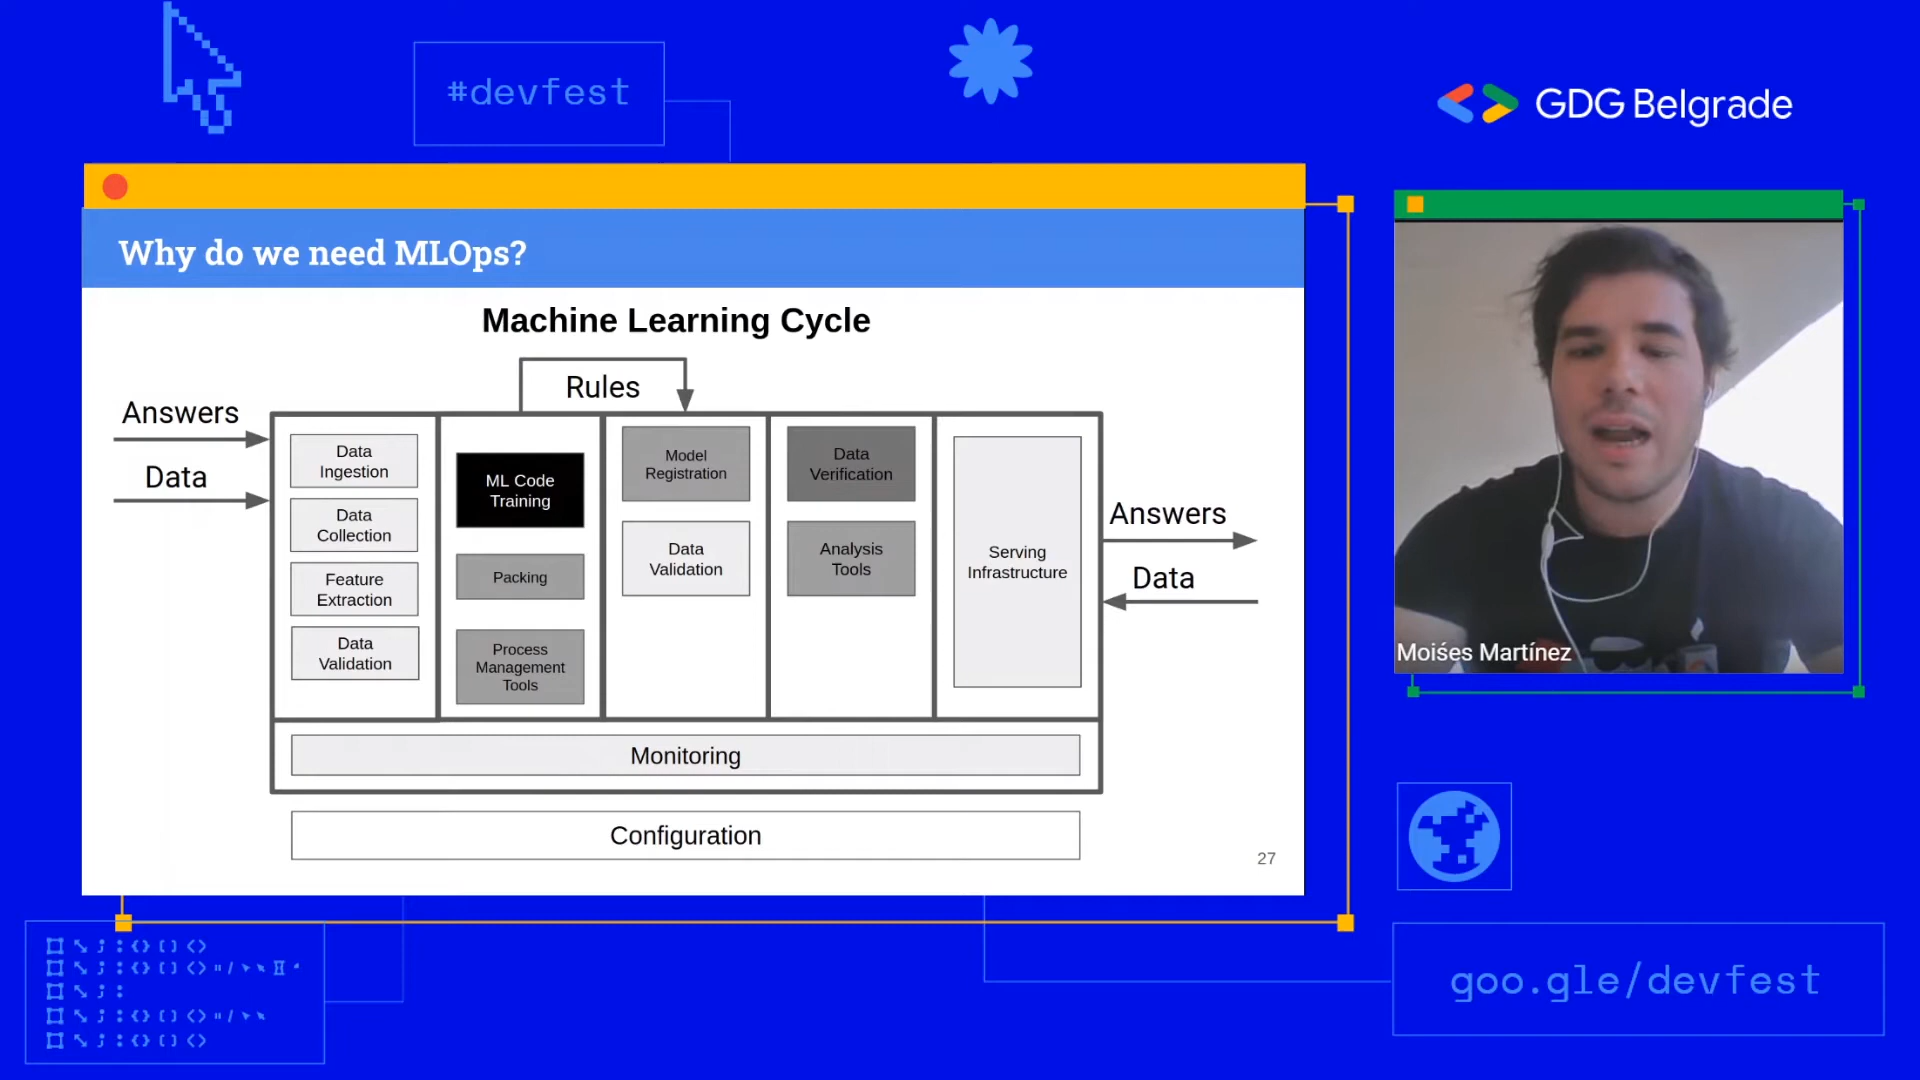 #devfest
GDG Belgrade
Why do we need MLOps?
Machine Learning Cycle
Rules
Answers
Data
Data
Ingestion
Data
Collection
Feature
Extraction
Data
Validation
ML Code
Training
Packing
Process
Management
Tools
Model
Registration
Data
Validation
Data
Verification
Analysis
Tools
Serving
Infrastructure
Answers
Data
Monitoring
Configuration
27
Moiśes Martínez
goo.gle/devfest